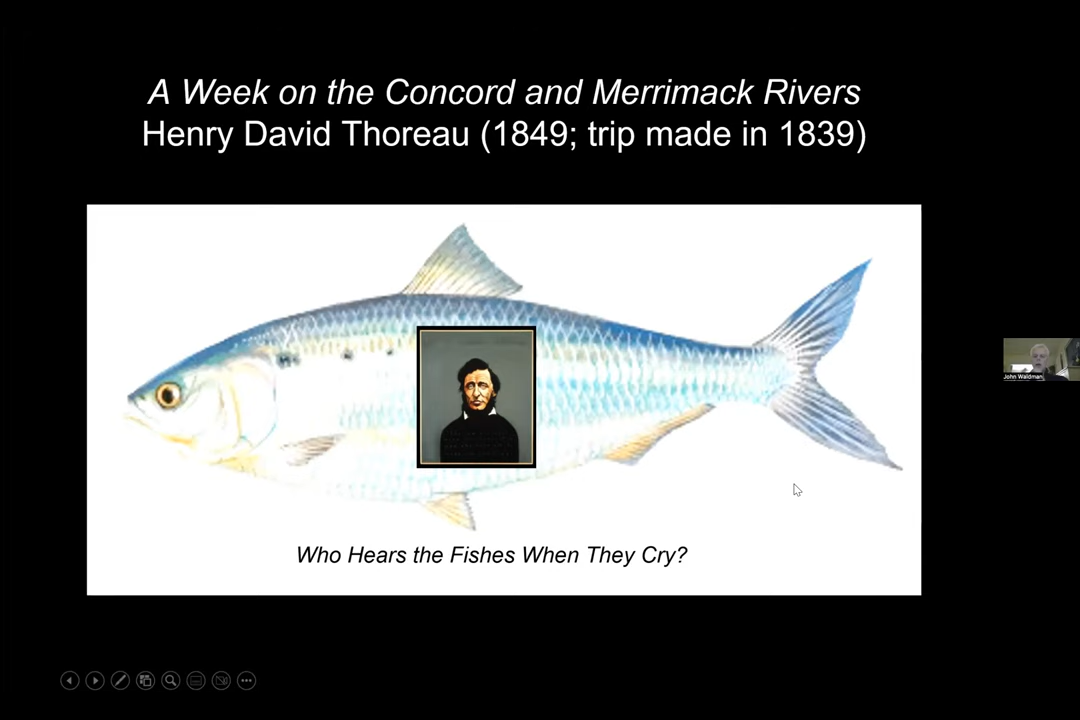 A Week on the Concord and Merrimack Rivers
Henry David Thoreau (1849; trip made in 1839)
Who Hears the Fishes When They Cry?
John Waldman